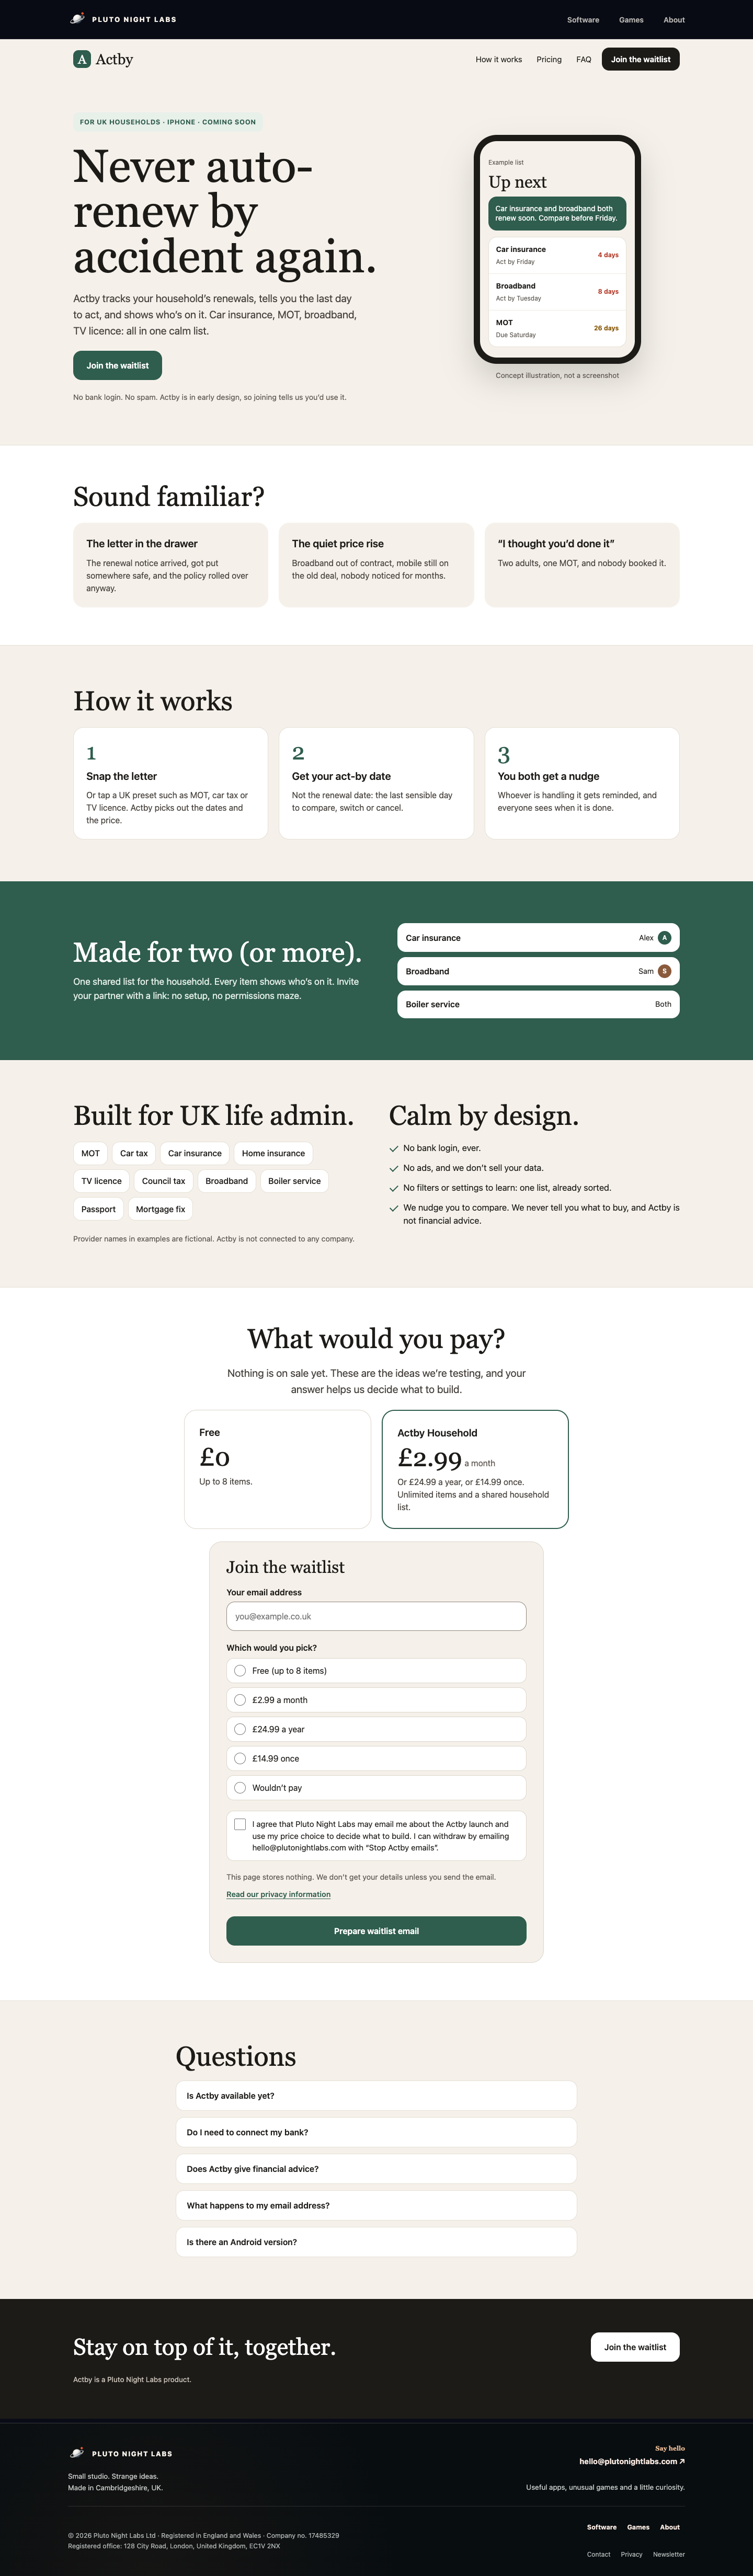 PLUTO NIGHT LABS
Software Games About
A Actby
How it works Pricing FAQ Join the waitlist
FOR UK HOUSEHOLDS · IPHONE · COMING SOON
Never auto-
renew by
accident again.
Actby tracks your household’s renewals, tells you the last day
to act, and shows who’s on it. Car insurance, MOT, broadband,
TV licence: all in one calm list.
Join the waitlist
No bank login. No spam. Actby is in early design, so joining tells us you’d use it.
Example list
Up next
Car insurance and broadband both
renew soon. Compare before Friday.
Car insurance
Act by Friday
4 days
Broadband
Act by Tuesday
8 days
MOT
Due Saturday
26 days
Concept illustration, not a screenshot
Sound familiar?
The letter in the drawer
The renewal notice arrived, got put
somewhere safe, and the policy rolled over
anyway.
The quiet price rise
Broadband out of contract, mobile still on
the old deal, nobody noticed for months.
“I thought you’d done it”
Two adults, one MOT, and nobody booked it.
How it works
1
Snap the letter
Or tap a UK preset such as MOT, car tax or
TV licence. Actby picks out the dates and
the price.
2
Get your act-by date
Not the renewal date: the last sensible day
to compare, switch or cancel.
3
You both get a nudge
Whoever is handling it gets reminded, and
everyone sees when it is done.
Made for two (or more).
One shared list for the household. Every item shows who’s on it. Invite
your partner with a link: no setup, no permissions maze.
Car insurance Alex A
Broadband Sam S
Boiler service Both
Built for UK life admin.
MOT Car tax Car insurance Home insurance
TV licence Council tax Broadband Boiler service
Passport Mortgage fix
Provider names in examples are fictional. Actby is not connected to any company.
Calm by design.
No bank login, ever.
No ads, and we don’t sell your data.
No filters or settings to learn: one list, already sorted.
We nudge you to compare. We never tell you what to buy, and Actby is
not financial advice.
What would you pay?
Nothing is on sale yet. These are the ideas we’re testing, and your
answer helps us decide what to build.
Free
£0
Up to 8 items.
Actby Household
£2.99 a month
Or £24.99 a year, or £14.99 once.
Unlimited items and a shared household
list.
Join the waitlist
Your email address
you@example.co.uk
Which would you pick?
Free (up to 8 items)
£2.99 a month
£24.99 a year
£14.99 once
Wouldn’t pay
I agree that Pluto Night Labs may email me about the Actby launch and
use my price choice to decide what to build. I can withdraw by emailing
hello@plutonightlabs.com with “Stop Actby emails”.
This page stores nothing. We don’t get your details unless you send the email.
Read our privacy information
Prepare waitlist email
Questions
Is Actby available yet?
Do I need to connect my bank?
Does Actby give financial advice?
What happens to my email address?
Is there an Android version?
Stay on top of it, together.
Join the waitlist
Actby is a Pluto Night Labs product.
PLUTO NIGHT LABS
Small studio. Strange ideas.
Made in Cambridgeshire, UK.
Say hello
hello@plutonightlabs.com ↗
Useful apps, unusual games and a little curiosity.
© 2026 Pluto Night Labs Ltd · Registered in England and Wales · Company no. 17485329
Registered office: 128 City Road, London, United Kingdom, EC1V 2NX
Software Games About
Contact Privacy Newsletter